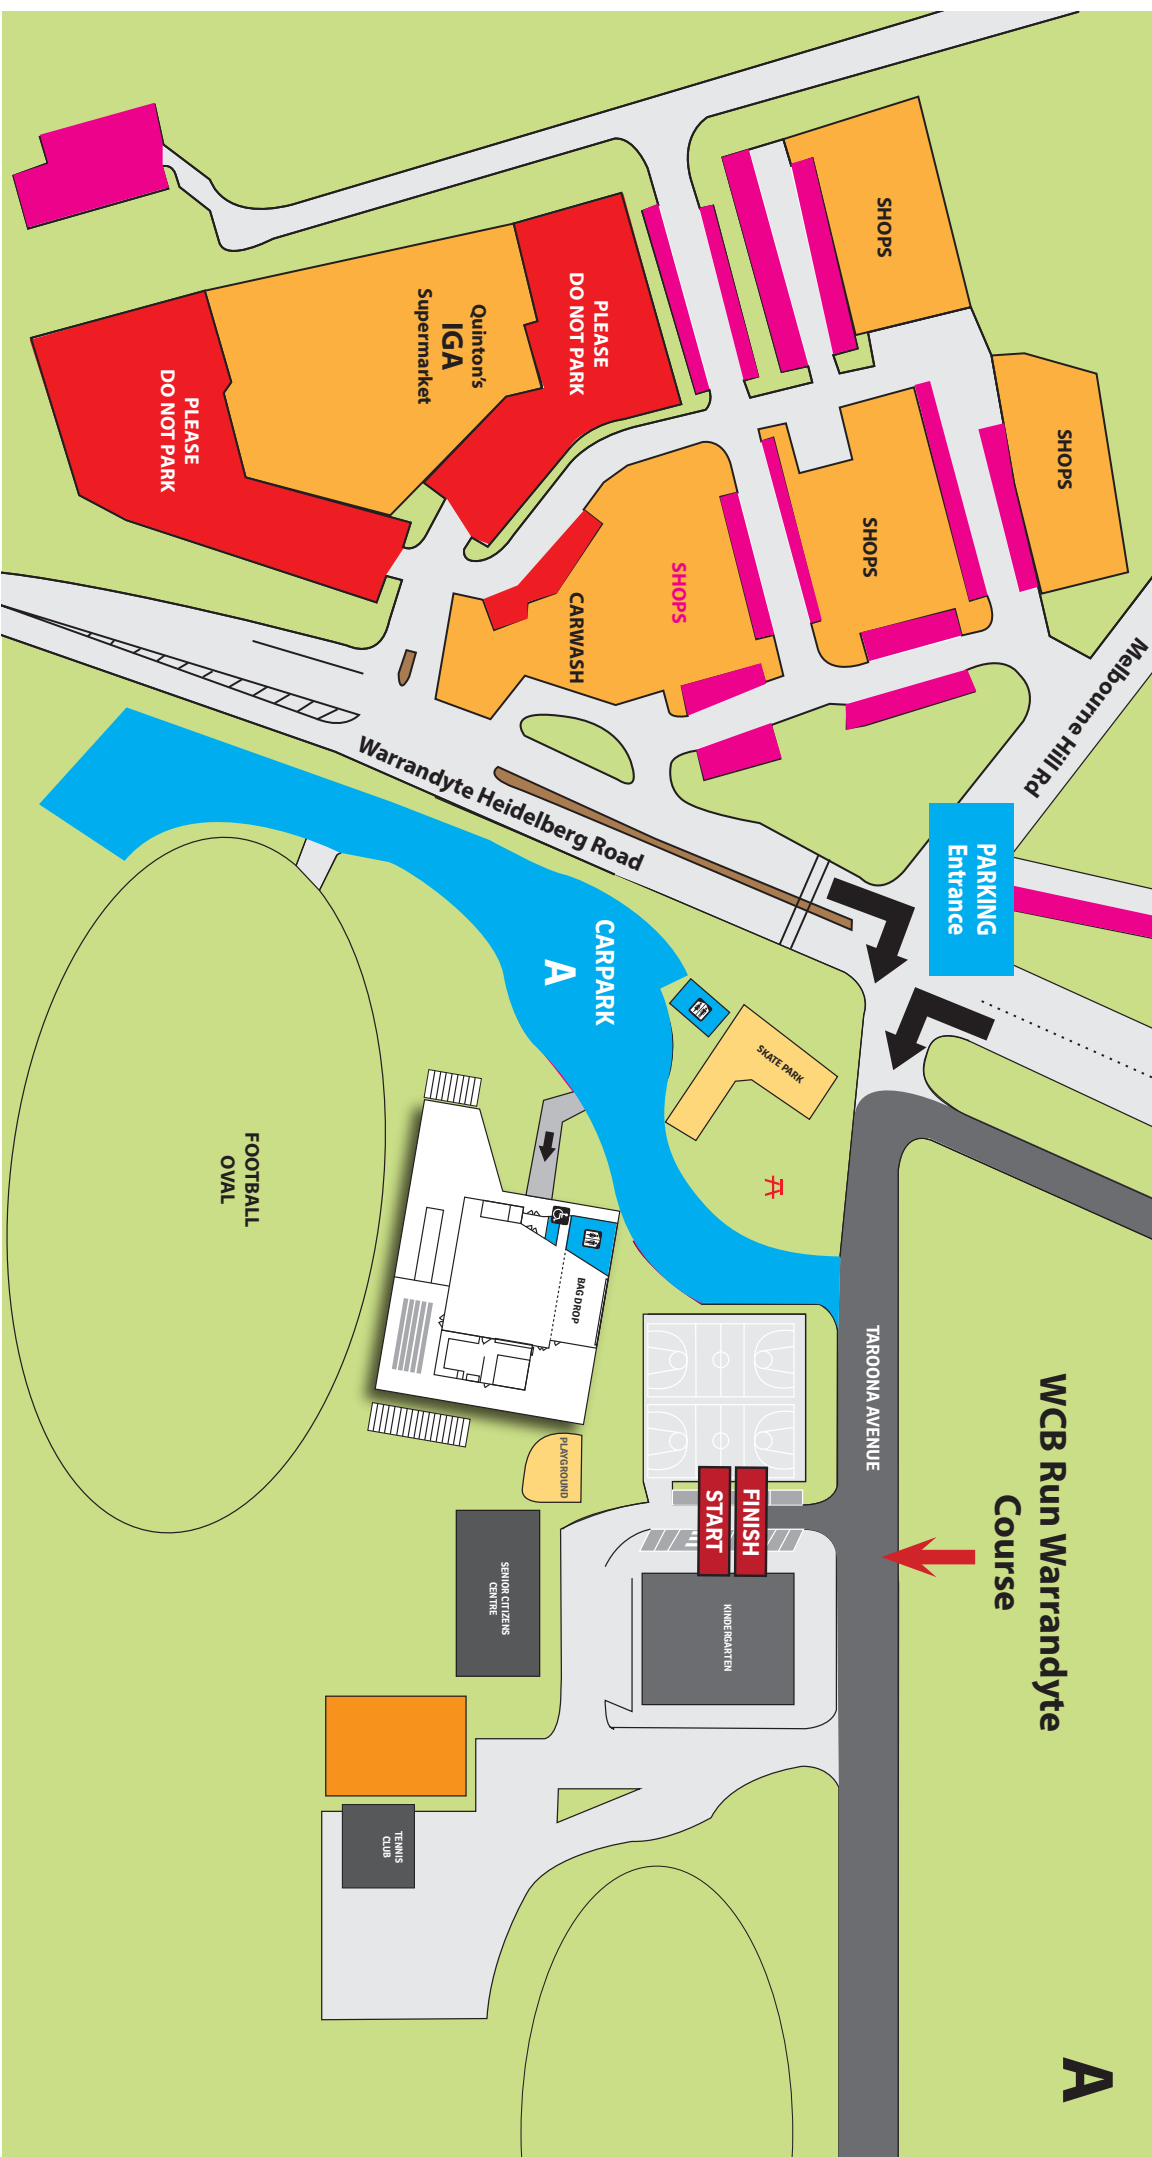 WCB Run Warrandyte
Course
A
Melbourne Hill Rd
PARKING
Entrance
SHOPS
SHOPS
SHOPS
SHOPS
CARWASH
PLEASE
DO NOT PARK
Quinton's
IGA
Supermarket
PLEASE
DO NOT PARK
Warrandyte Heidelberg Road
CARPARK
A
SKATE PARK
TAROONA AVENUE
BAG DROP
FINISH
START
KINDERGARTEN
PLAYGROUND
SENIOR CITIZENS
CENTRE
TENNIS
CLUB
FOOTBALL
OVAL